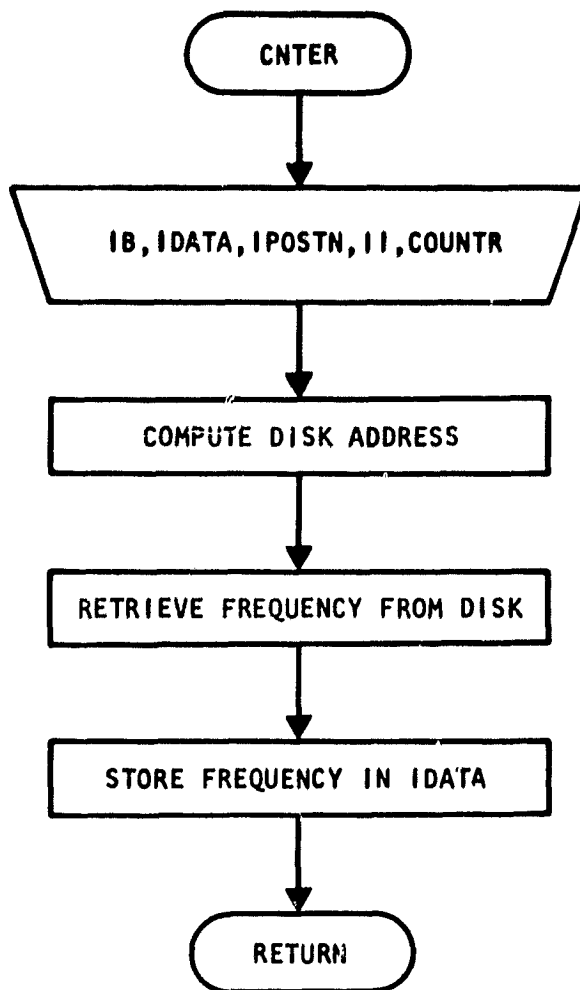 CNTER
IB, IDATA, IPOSTN, II, COUNTR
COMPUTE DISK ADDRESS
RETRIEVE FREQUENCY FROM DISK
STORE FREQUENCY IN IDATA
RETURN